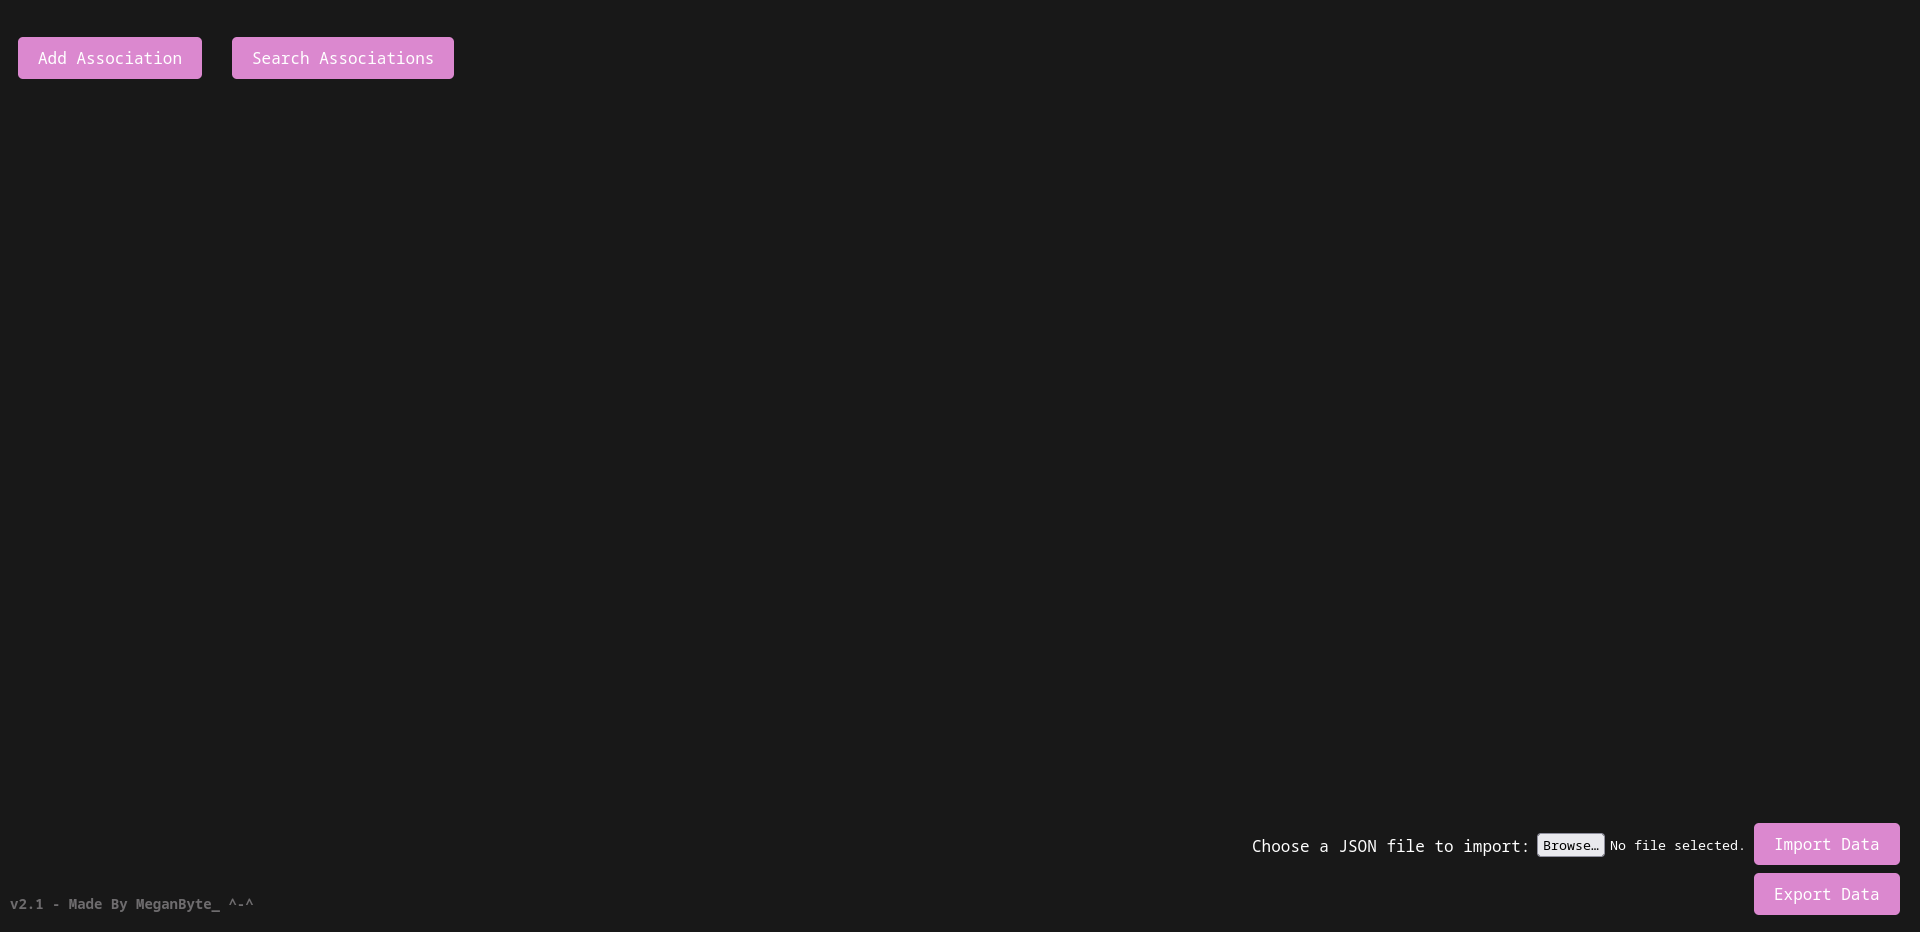 Add Association Search Associations
Choose a JSON file to import: Browse… No file selected. Import Data
Export Data
v2.1 - Made By MeganByte_ ^-^